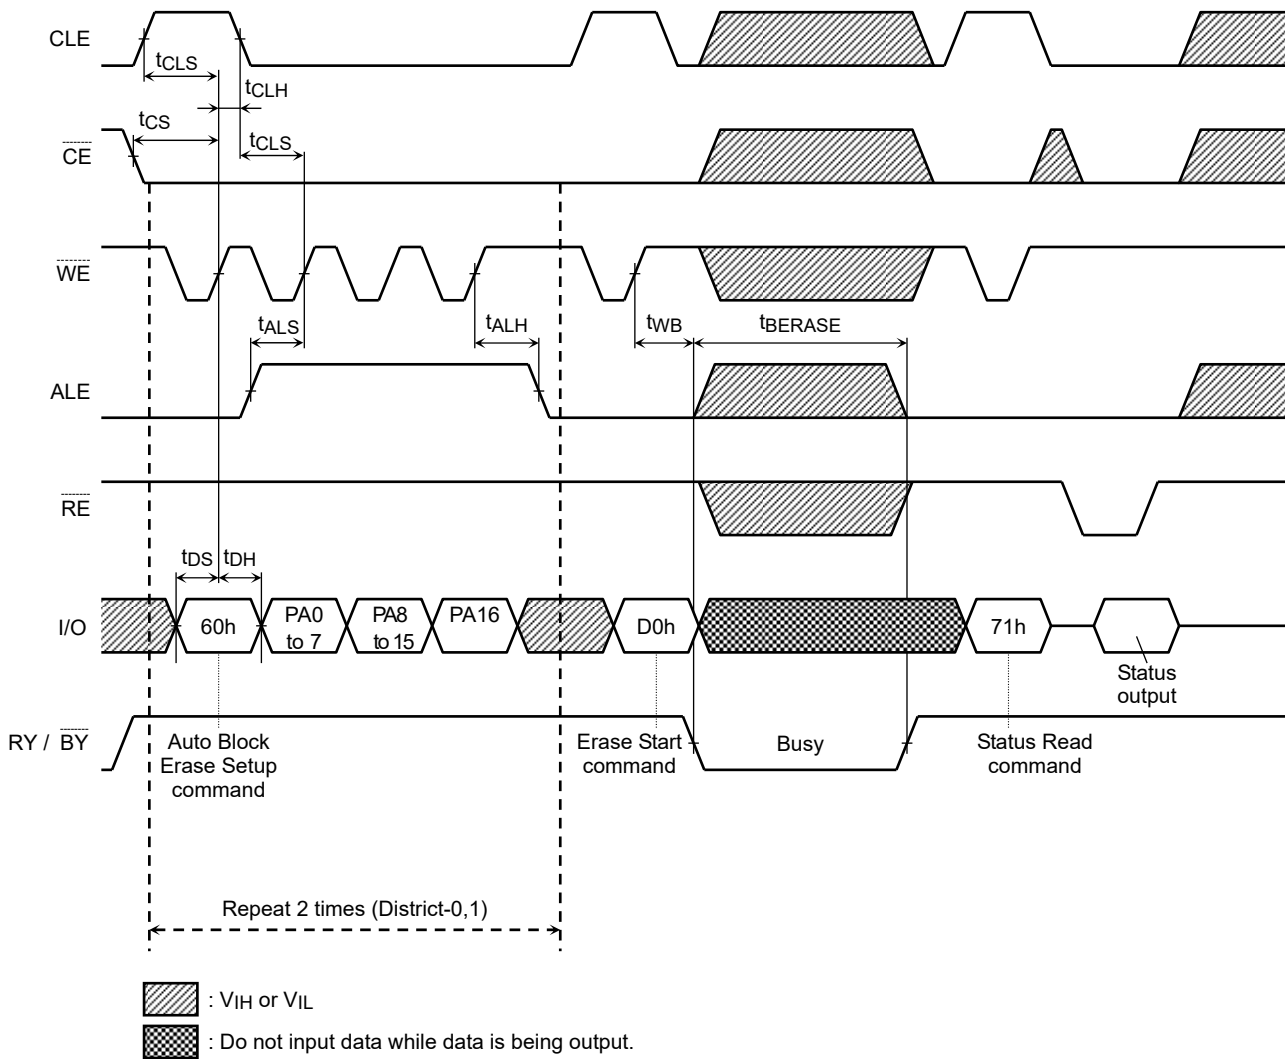 CLE
tCLS
tCLH
tCS
CE
tCLS
WE
tALS
tALH
tWB
tBERASE
ALE
RE
tDS
tDH
I/O
60h
PA0
to 7
PA8
to 15
PA16
D0h
71h
Status
output
RY / BY
Auto Block
Erase Setup
command
Erase Start
command
Busy
Status Read
command
Repeat 2 times (District-0,1)
: VIH or VIL
: Do not input data while data is being output.